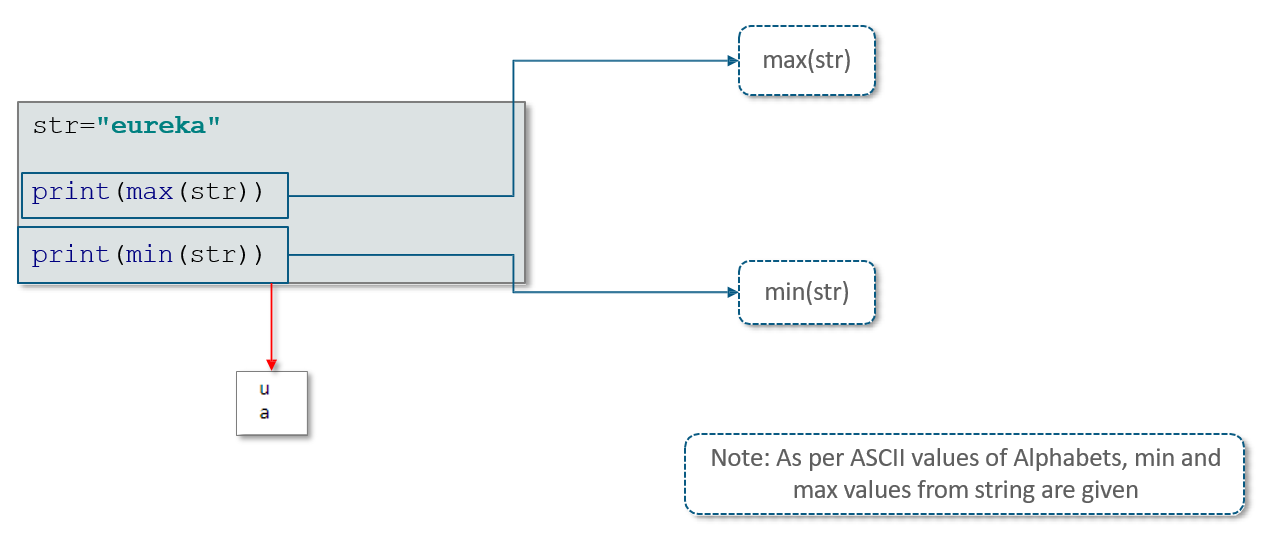 max(str)
str="eureka"
print(max(str))
print(min(str))
min(str)
u
a
Note: As per ASCII values of Alphabets, min and
max values from string are given